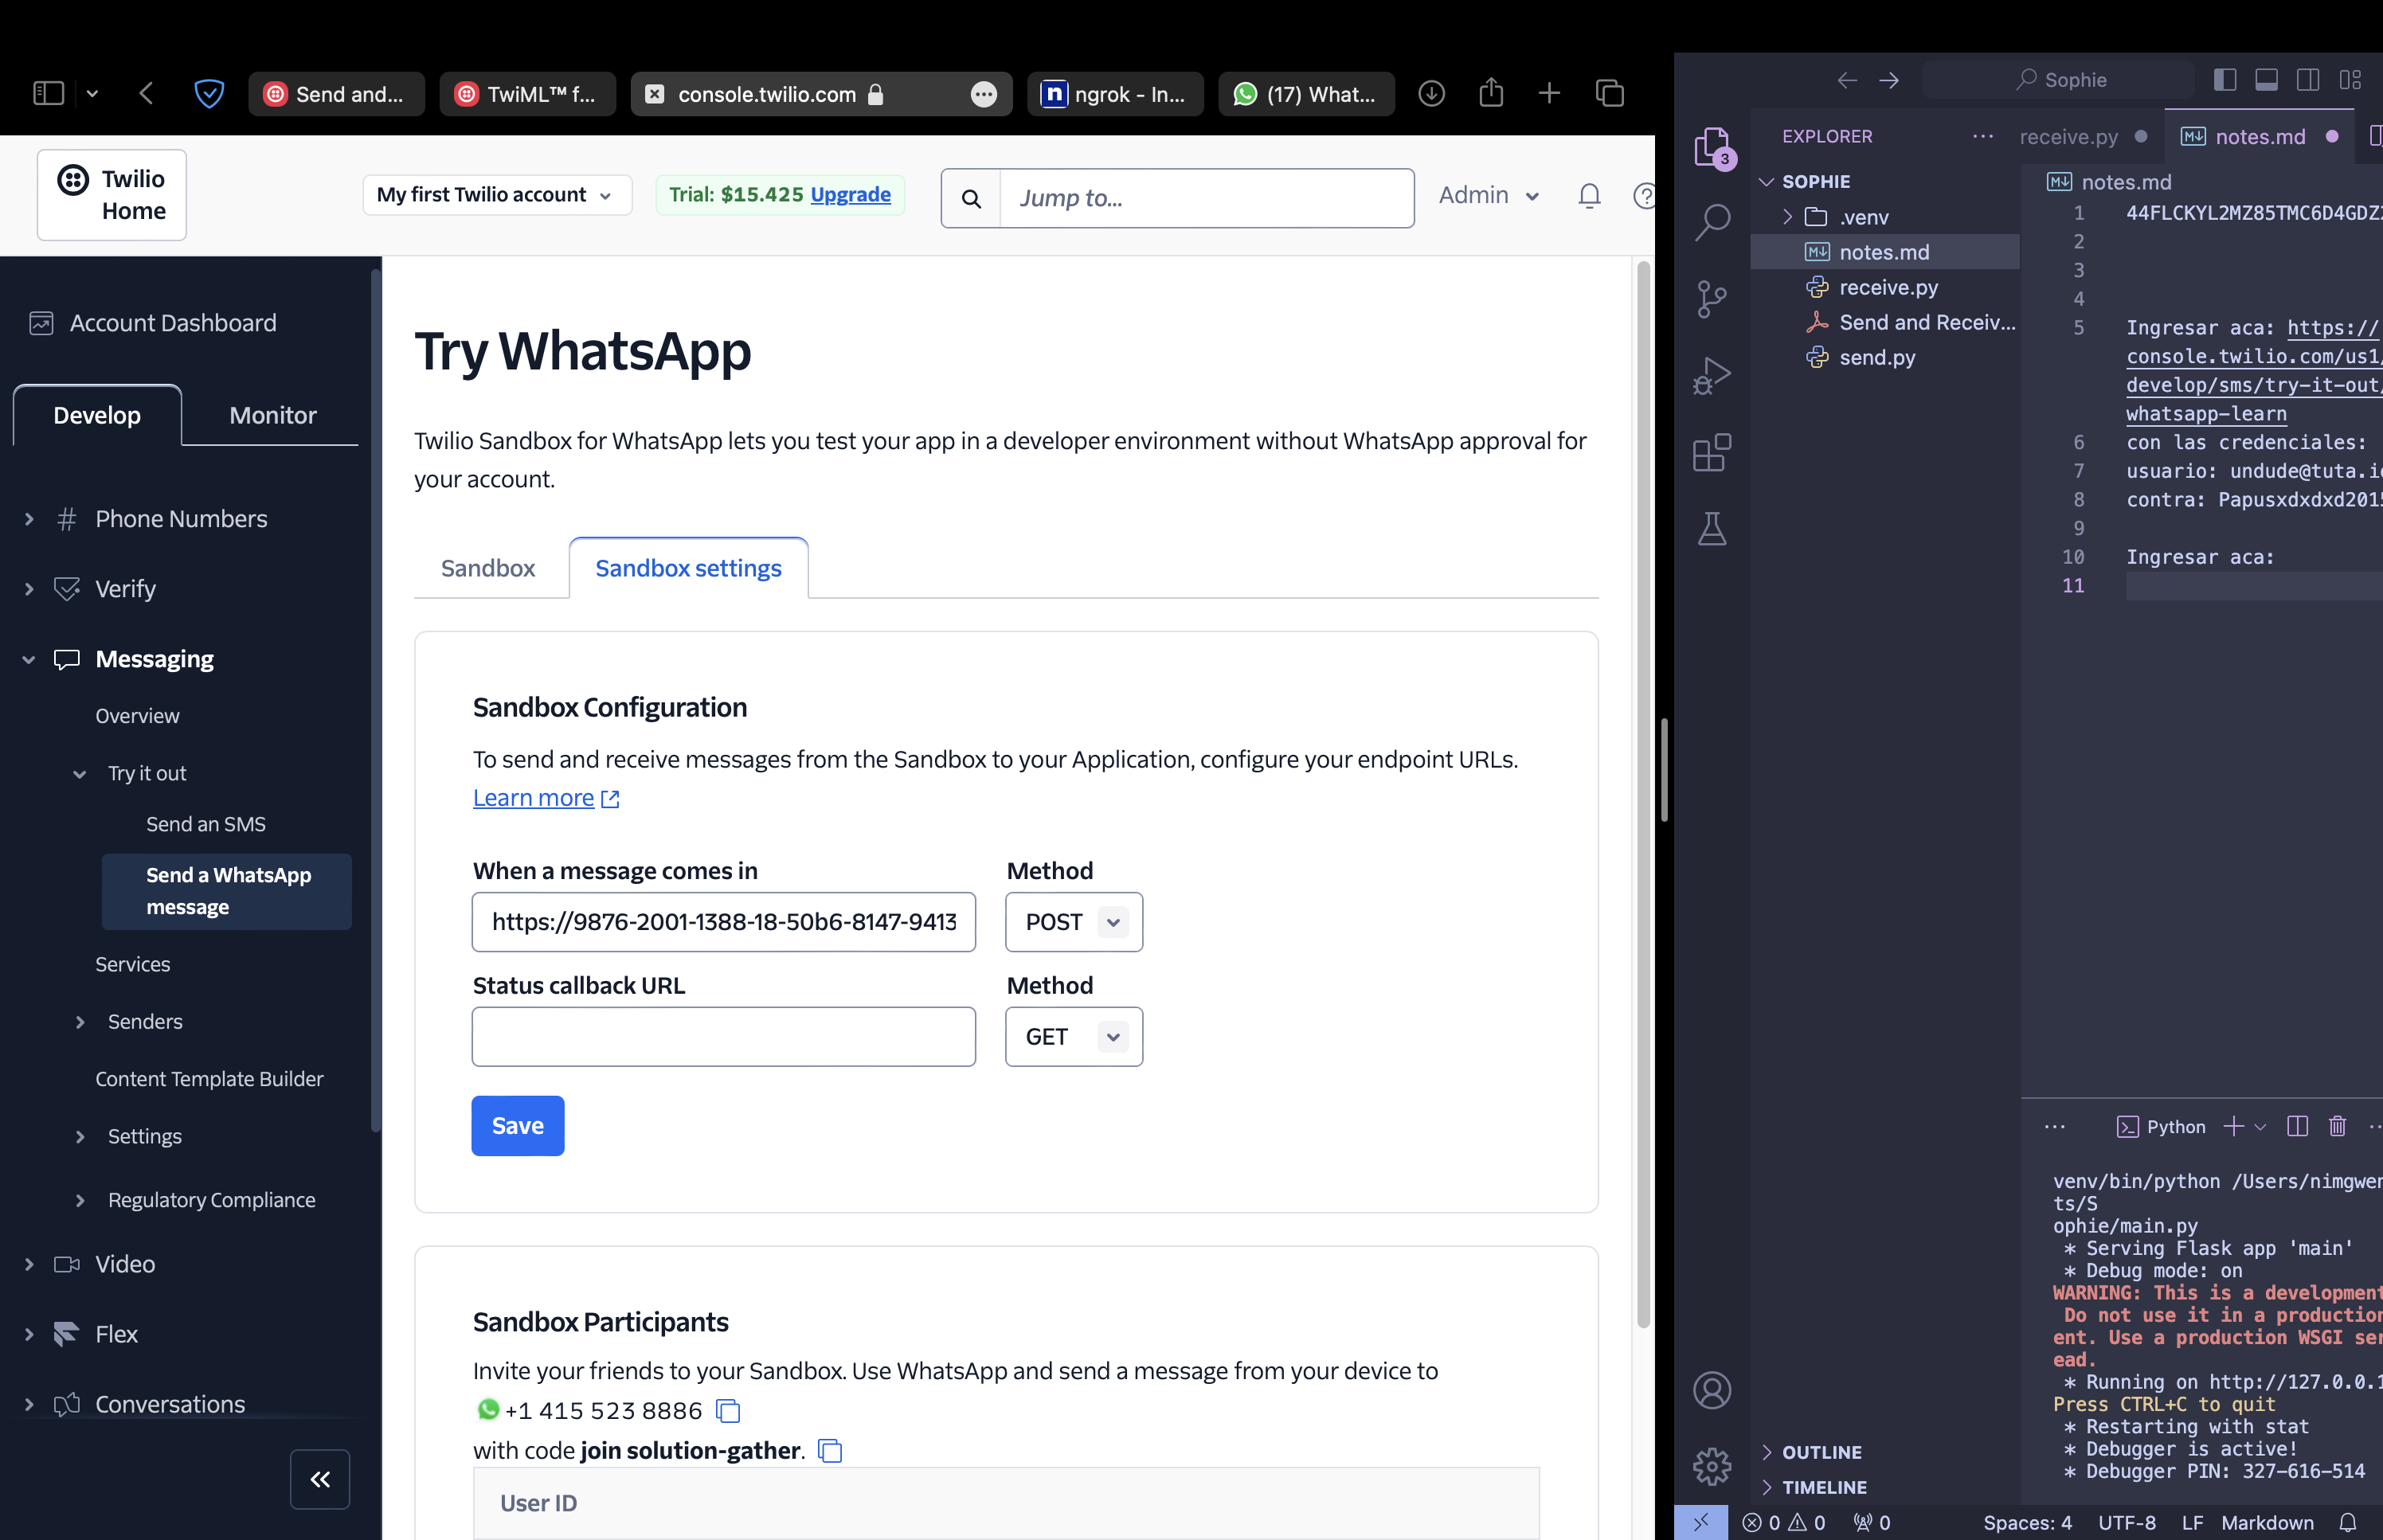 Send and...
TwiML™ f...
console.twilio.com
ngrok - In...
(17) What...
Twilio
Home
My first Twilio account
Trial: $15.425 Upgrade
Jump to...
Admin
Account Dashboard
Develop
Monitor
Phone Numbers
Verify
Messaging
Overview
Try it out
Send an SMS
Send a WhatsApp
message
Services
Senders
Content Template Builder
Settings
Regulatory Compliance
Video
Flex
Conversations
Try WhatsApp
Twilio Sandbox for WhatsApp lets you test your app in a developer environment without WhatsApp approval for
your account.
Sandbox
Sandbox settings
Sandbox Configuration
To send and receive messages from the Sandbox to your Application, configure your endpoint URLs.
Learn more
When a message comes in
Method
https://9876-2001-1388-18-50b6-8147-9413
POST
Status callback URL
Method
GET
Save
Sandbox Participants
Invite your friends to your Sandbox. Use WhatsApp and send a message from your device to
+1 415 523 8886
with code join solution-gather.
User ID
Sophie
3
EXPLORER
SOPHIE
.venv
notes.md
receive.py
Send and Receiv...
send.py
OUTLINE
TIMELINE
receive.py
notes.md
notes.md
1 44FLCKYL2MZ85TMC6D4GDZ
2
3
4
5 Ingresar aca: https://
console.twilio.com/us1/
develop/sms/try-it-out/
whatsapp-learn
6 con las credenciales:
7 usuario: undude@tuta.i
8 contra: Papusxdxdxd201
9
10 Ingresar aca:
11
Python
venv/bin/python /Users/nimgwe
ts/S
ophie/main.py
* Serving Flask app 'main'
* Debug mode: on
WARNING: This is a development
Do not use it in a production
ent. Use a production WSGI ser
ead.
* Running on http://127.0.0.1
Press CTRL+C to quit
* Restarting with stat
* Debugger is active!
* Debugger PIN: 327-616-514
0 0 0
Spaces: 4
UTF-8
LF
Markdown